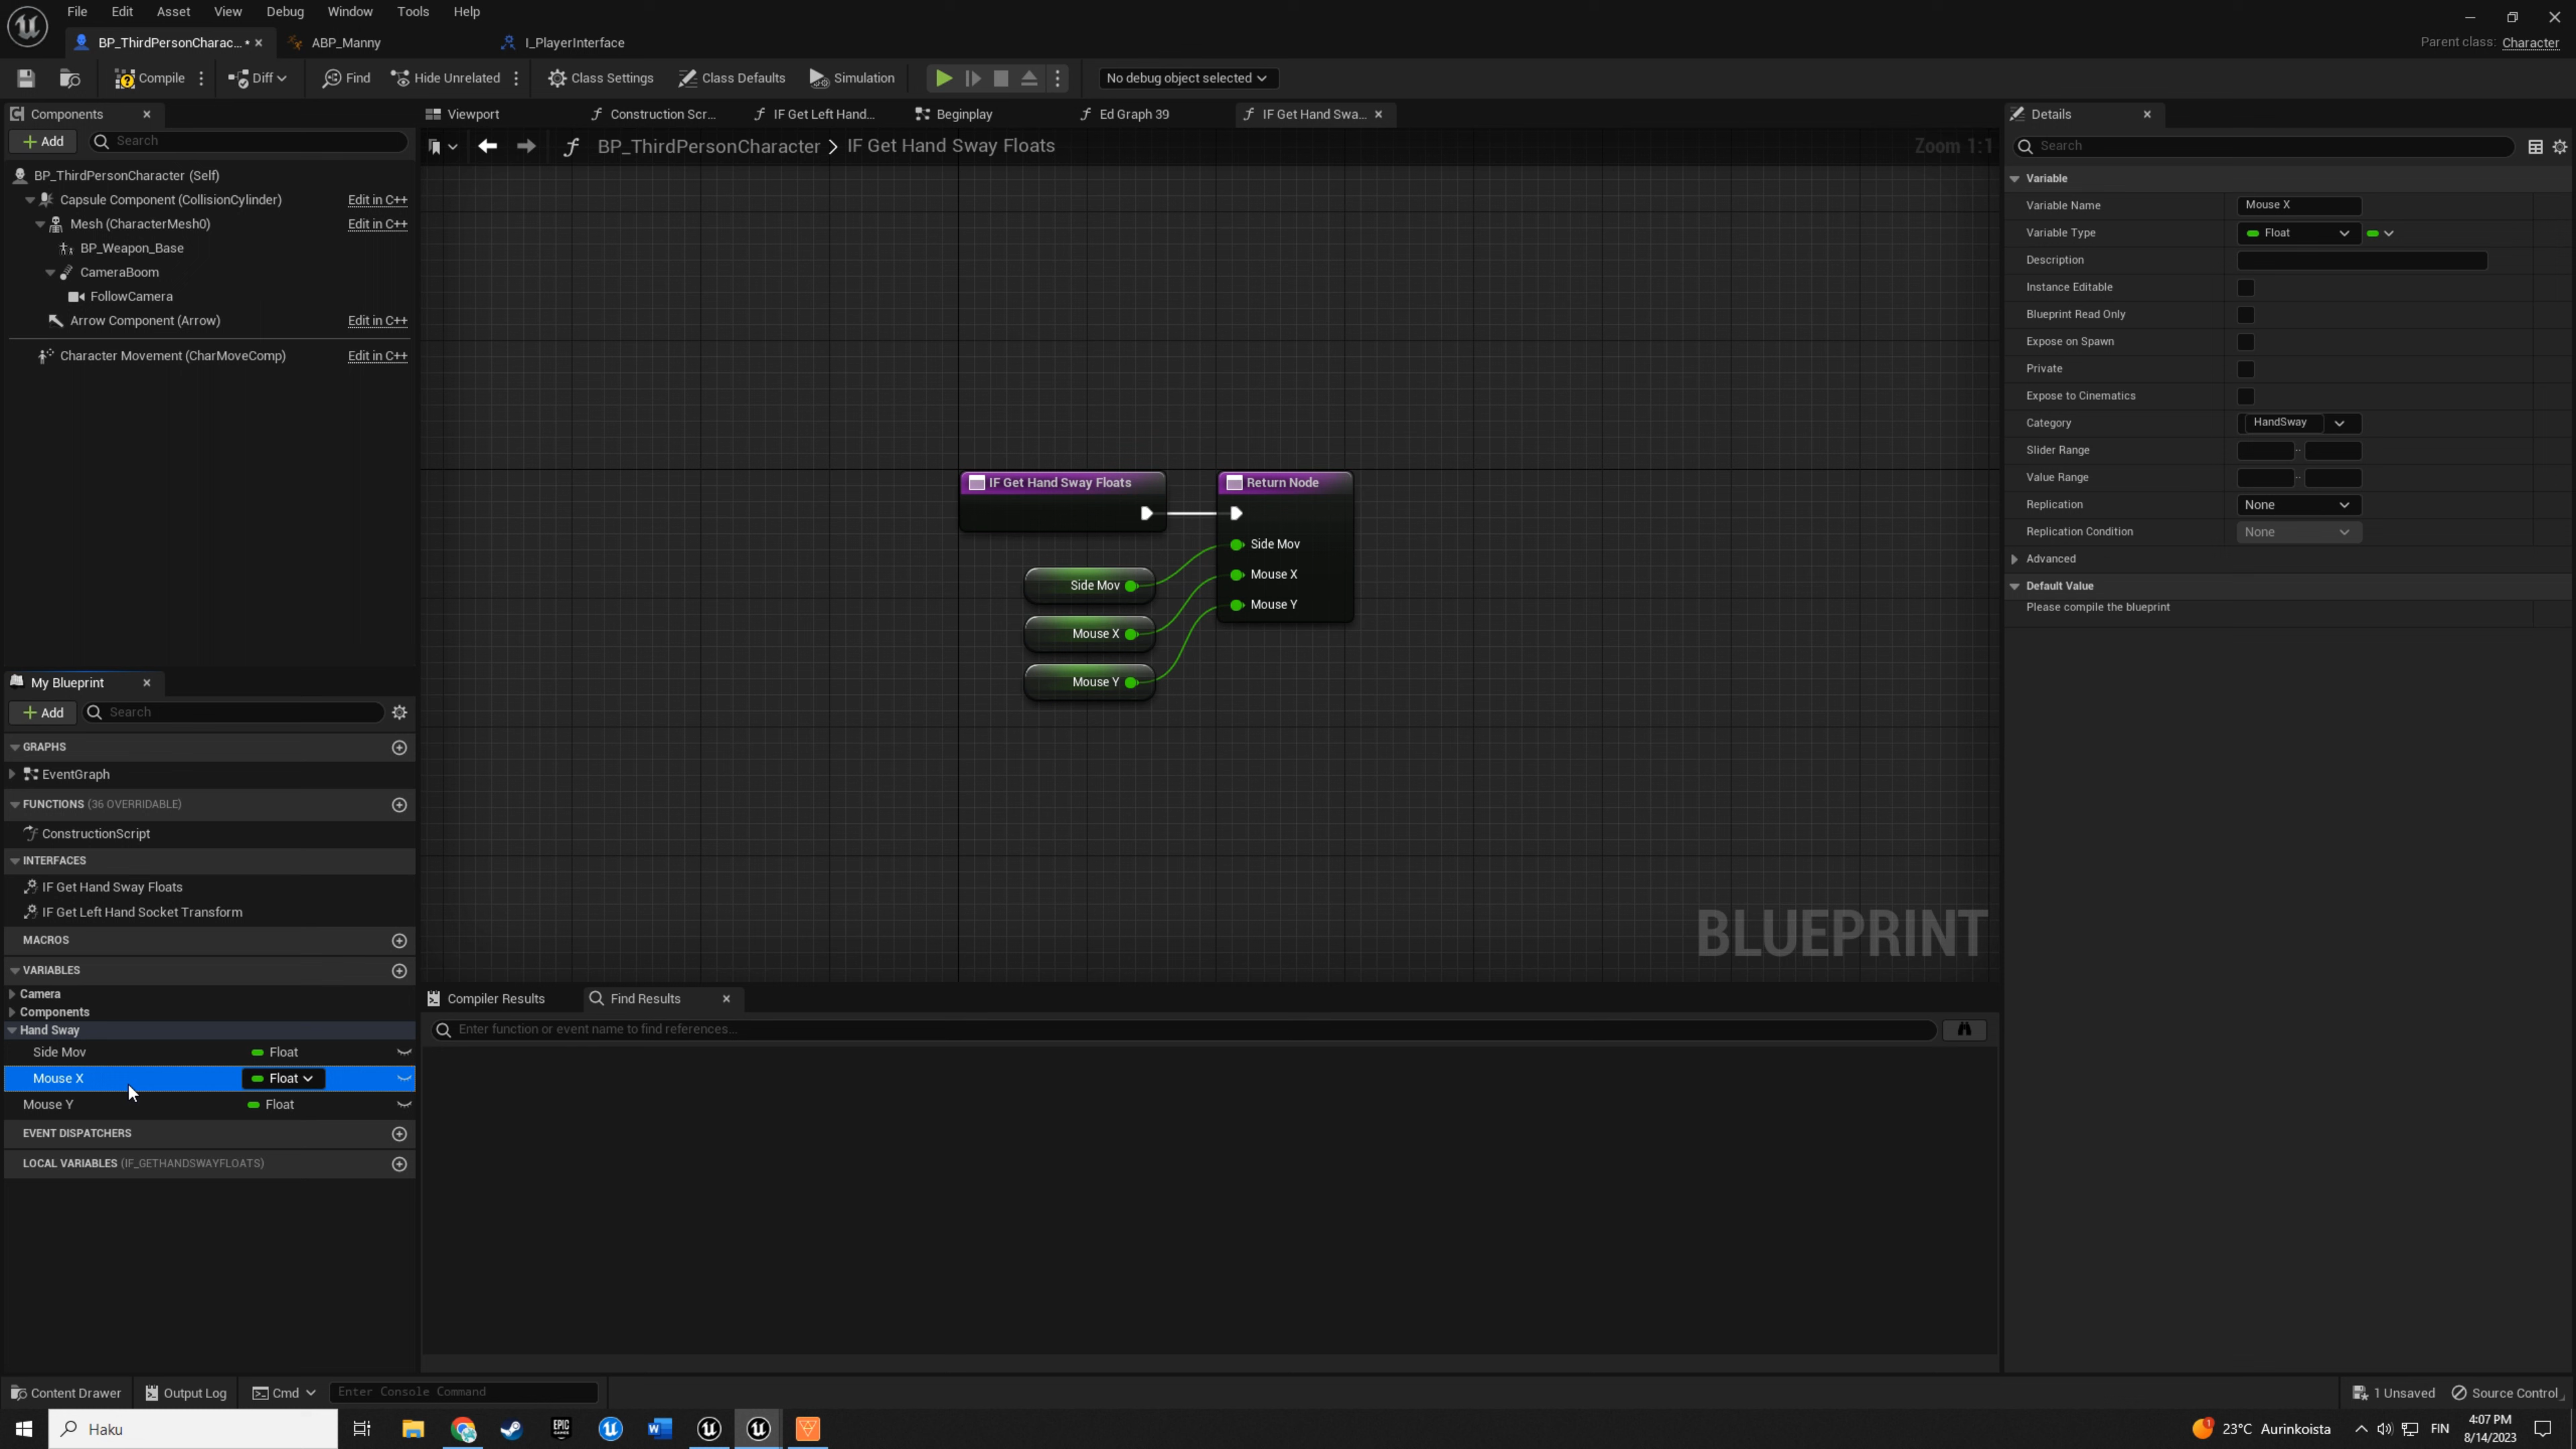 File Edit Asset View Debug Window Tools Help
BP_ThirdPersonCharac... • ABP_Manny I_PlayerInterface
Parent class: Character
Compile Diff Find Hide Unrelated Class Settings Class Defaults Simulation No debug object selected
Components
Add Search
BP_ThirdPersonCharacter (Self)
Capsule Component (CollisionCylinder) Edit in C++
Mesh (CharacterMesh0) Edit in C++
BP_Weapon_Base
CameraBoom
FollowCamera
Arrow Component (Arrow) Edit in C++
Character Movement (CharMoveComp) Edit in C++
My Blueprint
Add Search
GRAPHS
EventGraph
FUNCTIONS (36 OVERRIDABLE)
ConstructionScript
INTERFACES
IF Get Hand Sway Floats
IF Get Left Hand Socket Transform
MACROS
VARIABLES
Camera
Components
Hand Sway
Side Mov Float
Mouse X Float
Mouse Y Float
EVENT DISPATCHERS
LOCAL VARIABLES (IF_GETHANDSWAYFLOATS)
Viewport Construction Scr... IF Get Left Hand... Beginplay Ed Graph 39 IF Get Hand Swa...
BP_ThirdPersonCharacter > IF Get Hand Sway Floats
Zoom 1:1
IF Get Hand Sway Floats
Return Node
Side Mov
Mouse X
Mouse Y
Side Mov
Mouse X
Mouse Y
BLUEPRINT
Compiler Results Find Results
Enter function or event name to find references...
Details
Search
Variable
Variable Name Mouse X
Variable Type Float
Description
Instance Editable
Blueprint Read Only
Expose on Spawn
Private
Expose to Cinematics
Category HandSway
Slider Range ..
Value Range ..
Replication None
Replication Condition None
Advanced
Default Value
Please compile the blueprint
Content Drawer Output Log Cmd Enter Console Command
1 Unsaved Source Control
Haku
EPIC GAMES
W
1
23°C Aurinkoista
FIN
4:07 PM
8/14/2023